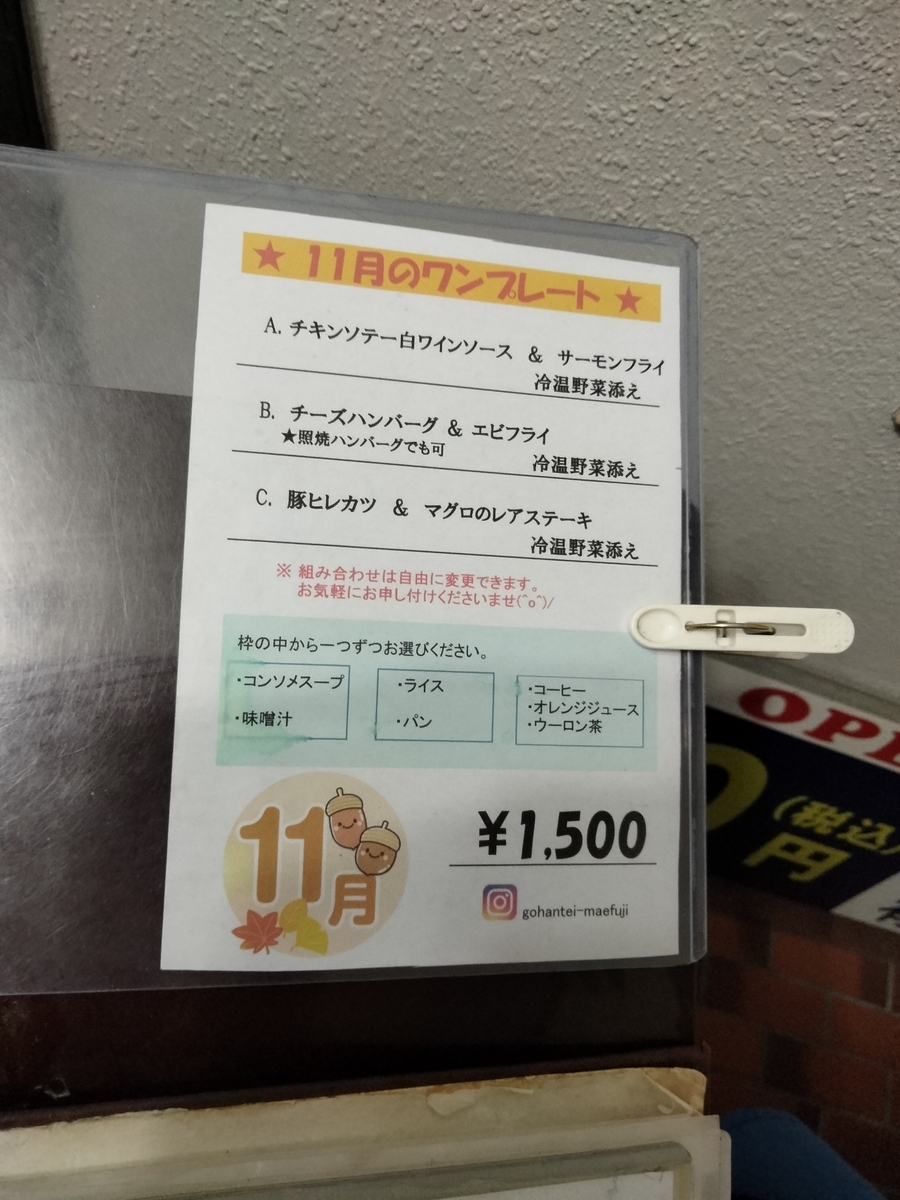 ★ 11月のワンプレート ★
A. チキンソテー白ワインソース & サーモンフライ
冷温野菜添え
B. チーズハンバーグ & エビフライ
★照焼ハンバーグでも可
冷温野菜添え
C. 豚ヒレカツ & マグロのレアステーキ
冷温野菜添え
※ 組み合わせは自由に変更できます。
お気軽にお申し付けくださいませ(^o^)/
枠の中から一つずつお選びください。
・コンソメスープ
・味噌汁
・ライス
・パン
・コーヒー
・オレンジジュース
・ウーロン茶
11月
¥1,500
gohantei-maefuji
OPE
0
(税込)
円